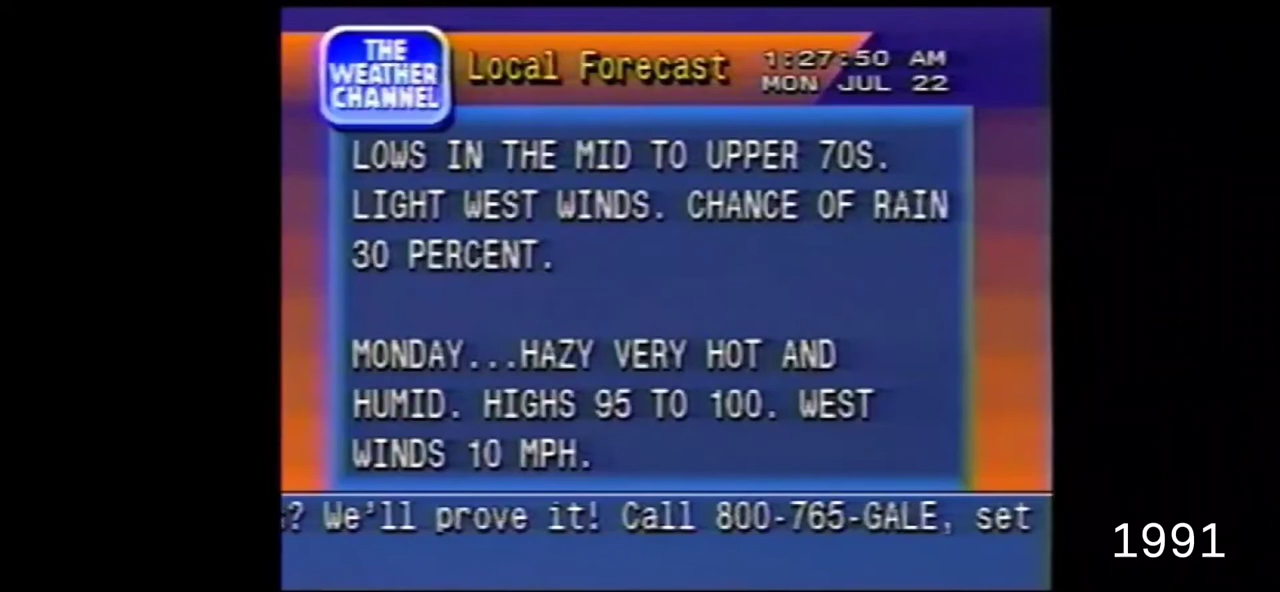 THE
WEATHER
CHANNEL
Local Forecast
1:27:50 AM
MON JUL 22
LOWS IN THE MID TO UPPER 70S.
LIGHT WEST WINDS. CHANCE OF RAIN
30 PERCENT.
MONDAY...HAZY VERY HOT AND
HUMID. HIGHS 95 TO 100. WEST
WINDS 10 MPH.
? We'll prove it! Call 800-765-GALE, set
1991